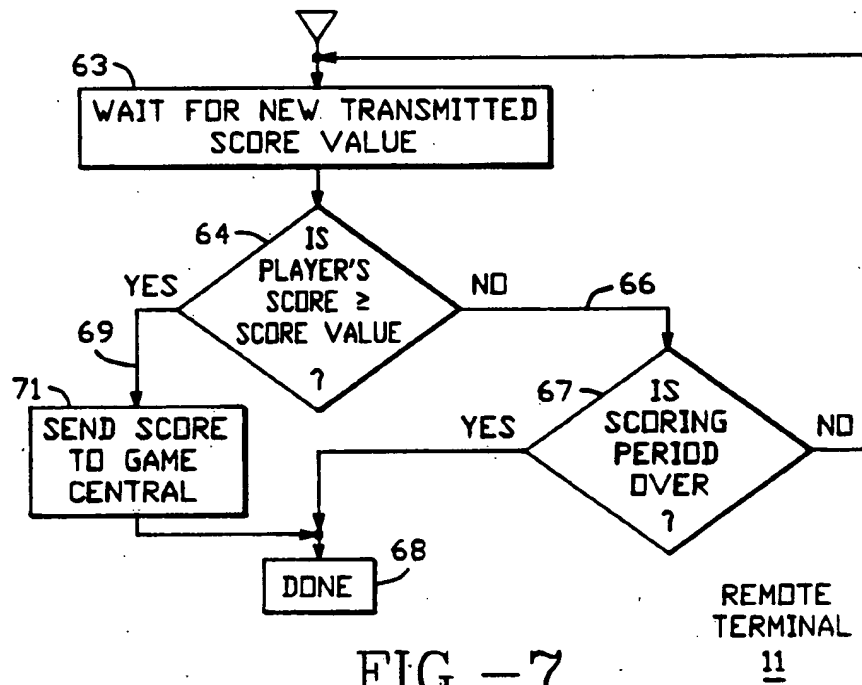 63
WAIT FOR NEW TRANSMITTED
SCORE VALUE
64
IS
PLAYER'S
SCORE ≥
SCORE VALUE
?
YES
NO
66
69
71
SEND SCORE
TO GAME
CENTRAL
67
IS
SCORING
PERIOD
OVER
?
YES
NO
DONE
68
REMOTE
TERMINAL
11
FIG.-7